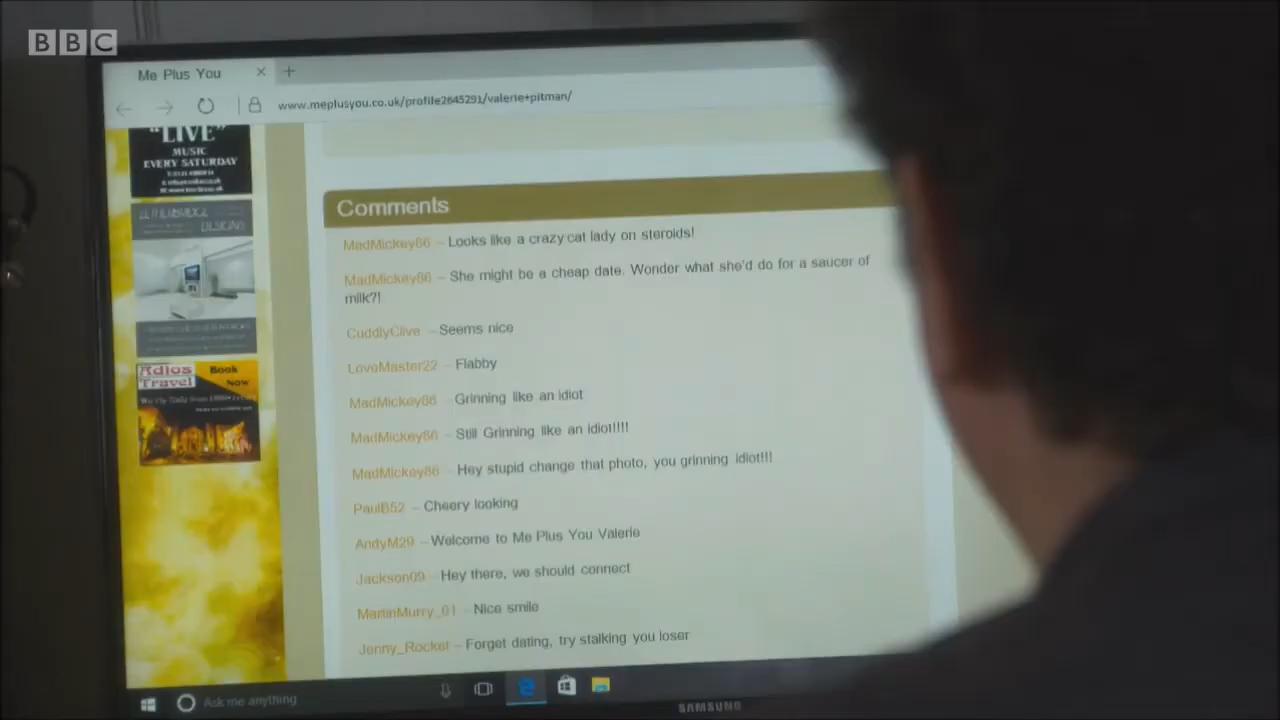 BBC
Me Plus You
www.meplusyou.co.uk/profile2645291/valerie+pitman/
"LIVE"
MUSIC
EVERY SATURDAY
DESIGNS
Adios
Travel
Book
Now
Comments
MadMickey86 – Looks like a crazy cat lady on steroids!
MadMickey86 – She might be a cheap date. Wonder what she'd do for a saucer of
milk?!
CuddlyClive – Seems nice
LoveMaster22 – Flabby
MadMickey86 – Grinning like an idiot
MadMickey86 – Still Grinning like an idiot!!!!
MadMickey86 – Hey stupid change that photo, you grinning idiot!!!
PaulB52 – Cheery looking
AndyM29 – Welcome to Me Plus You Valerie
Jackson09 – Hey there, we should connect
MartinMurry_01 – Nice smile
Jenny_Rocket – Forget dating, try stalking you loser
Ask me anything
SAMSUNG